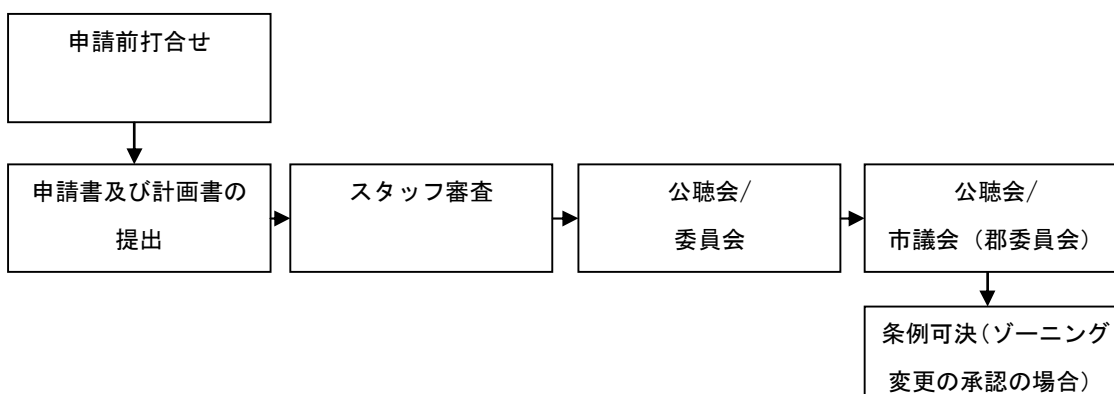 申請前打合せ
申請書及び計画書の
提出
スタッフ審査
公聴会/
委員会
公聴会/
市議会（郡委員会）
条例可決（ゾーニング
変更の承認の場合）